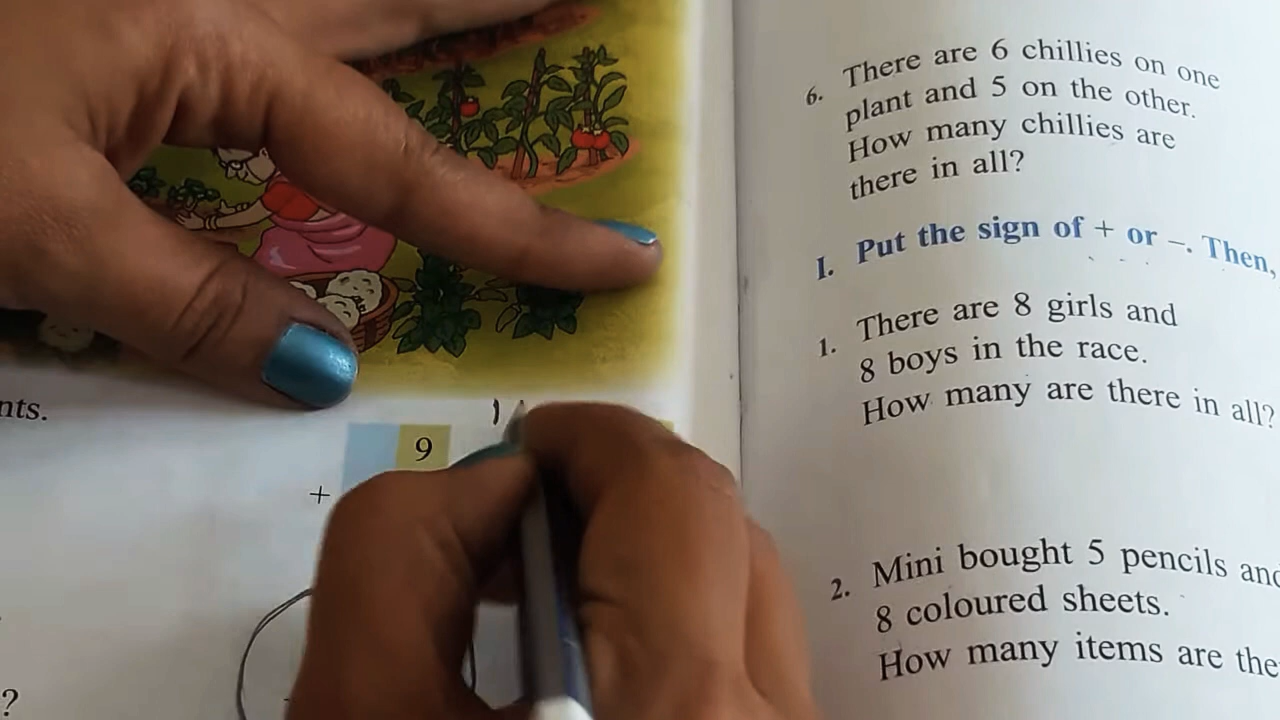 nts.
9
+
?
6. There are 6 chillies on one
plant and 5 on the other.
How many chillies are
there in all?
I. Put the sign of + or –. Then,
1. There are 8 girls and
8 boys in the race.
How many are there in all?
2. Mini bought 5 pencils and
8 coloured sheets.
How many items are the